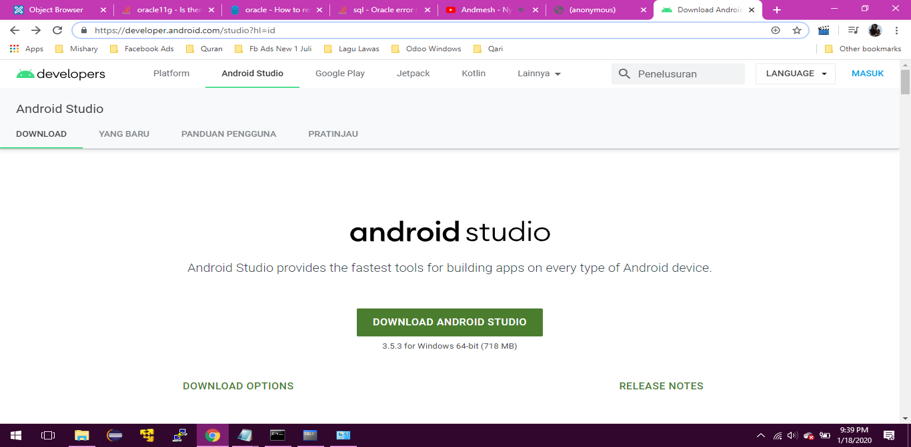 Object Browser
oracle11g - Is ther
oracle - How to re
sql - Oracle error
Andmesh - Ny
(anonymous)
Download Android
https://developer.android.com/studio?hl=id
Apps Mishary Facebook Ads Quran Fb Ads New 1 Juli Lagu Lawas Odoo Windows Qari Other bookmarks
developers Platform Android Studio Google Play Jetpack Kotlin Lainnya Penelusuran LANGUAGE MASUK
Android Studio
DOWNLOAD YANG BARU PANDUAN PENGGUNA PRATINJAU
android studio
Android Studio provides the fastest tools for building apps on every type of Android device.
DOWNLOAD ANDROID STUDIO
3.5.3 for Windows 64-bit (718 MB)
DOWNLOAD OPTIONS RELEASE NOTES
9:39 PM
1/18/2020